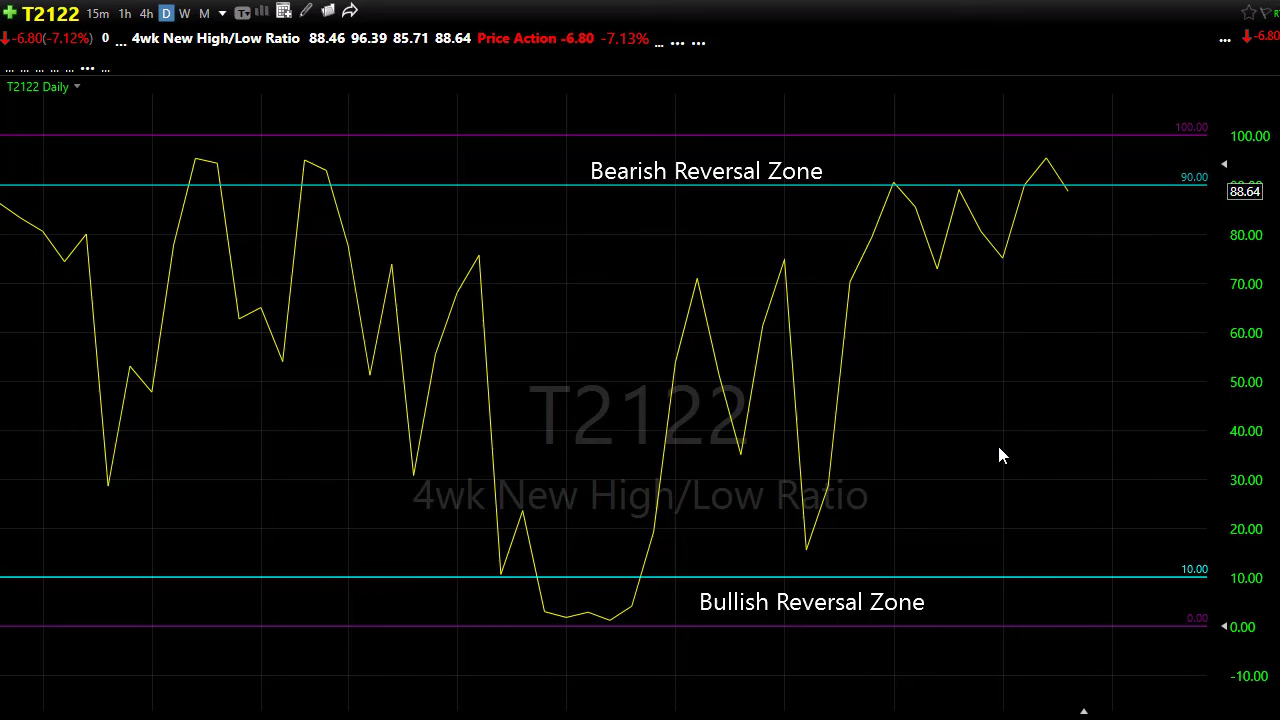 T2122 15m 1h 4h D W M T
-6.80(-7.12%) 0 ... 4wk New High/Low Ratio 88.46 96.39 85.71 88.64 Price Action -6.80 -7.13% ... ... ... ... -6.80
... ... ... ... ... ... ...
T2122 Daily
100.00 100.00
Bearish Reversal Zone
90.00
88.64
80.00
70.00
60.00
50.00
T2122
40.00
30.00
4wk New High/Low Ratio
20.00
10.00 10.00
Bullish Reversal Zone
0.00 0.00
-10.00